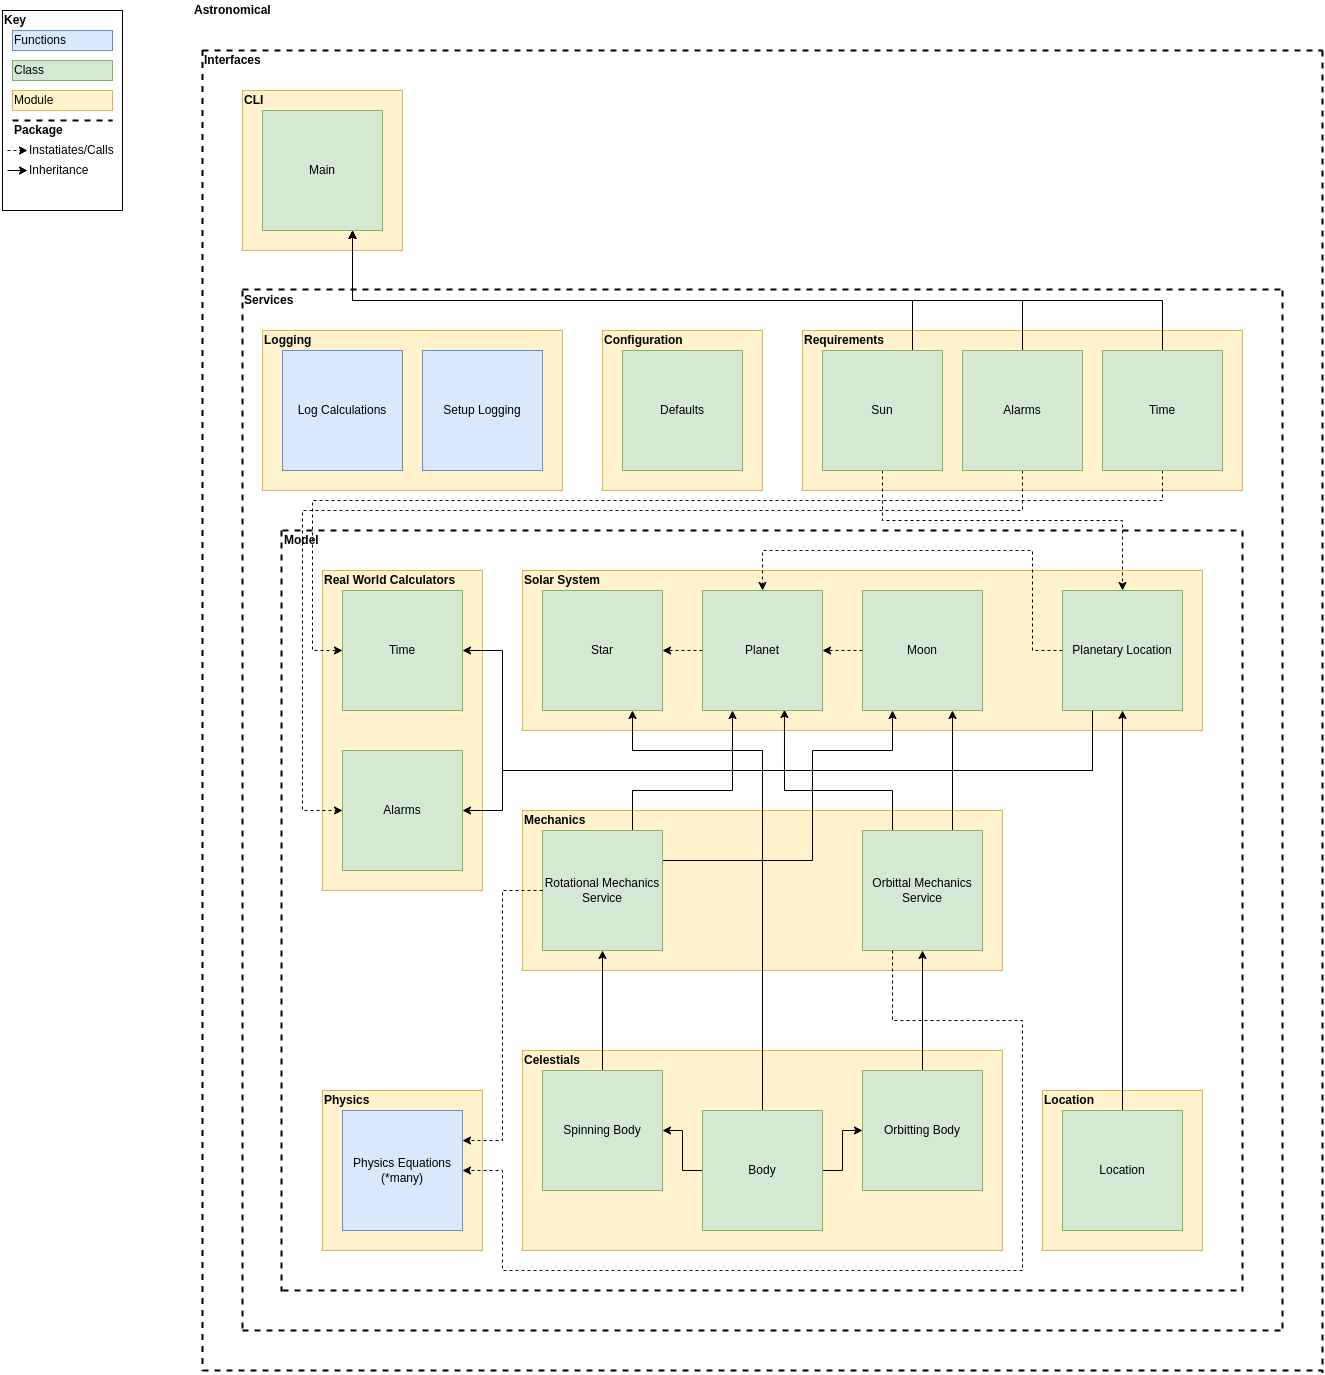 Astronomical
Key
Functions
Class
Module
Package
Instatiates/Calls
Inheritance
Interfaces
CLI
Main
Services
Logging
Log Calculations
Setup Logging
Configuration
Defaults
Requirements
Sun
Alarms
Time
Model
Real World Calculators
Time
Alarms
Solar System
Star
Planet
Moon
Planetary Location
Mechanics
Rotational Mechanics
Service
Orbittal Mechanics
Service
Physics
Physics Equations
(*many)
Celestials
Spinning Body
Body
Orbitting Body
Location
Location